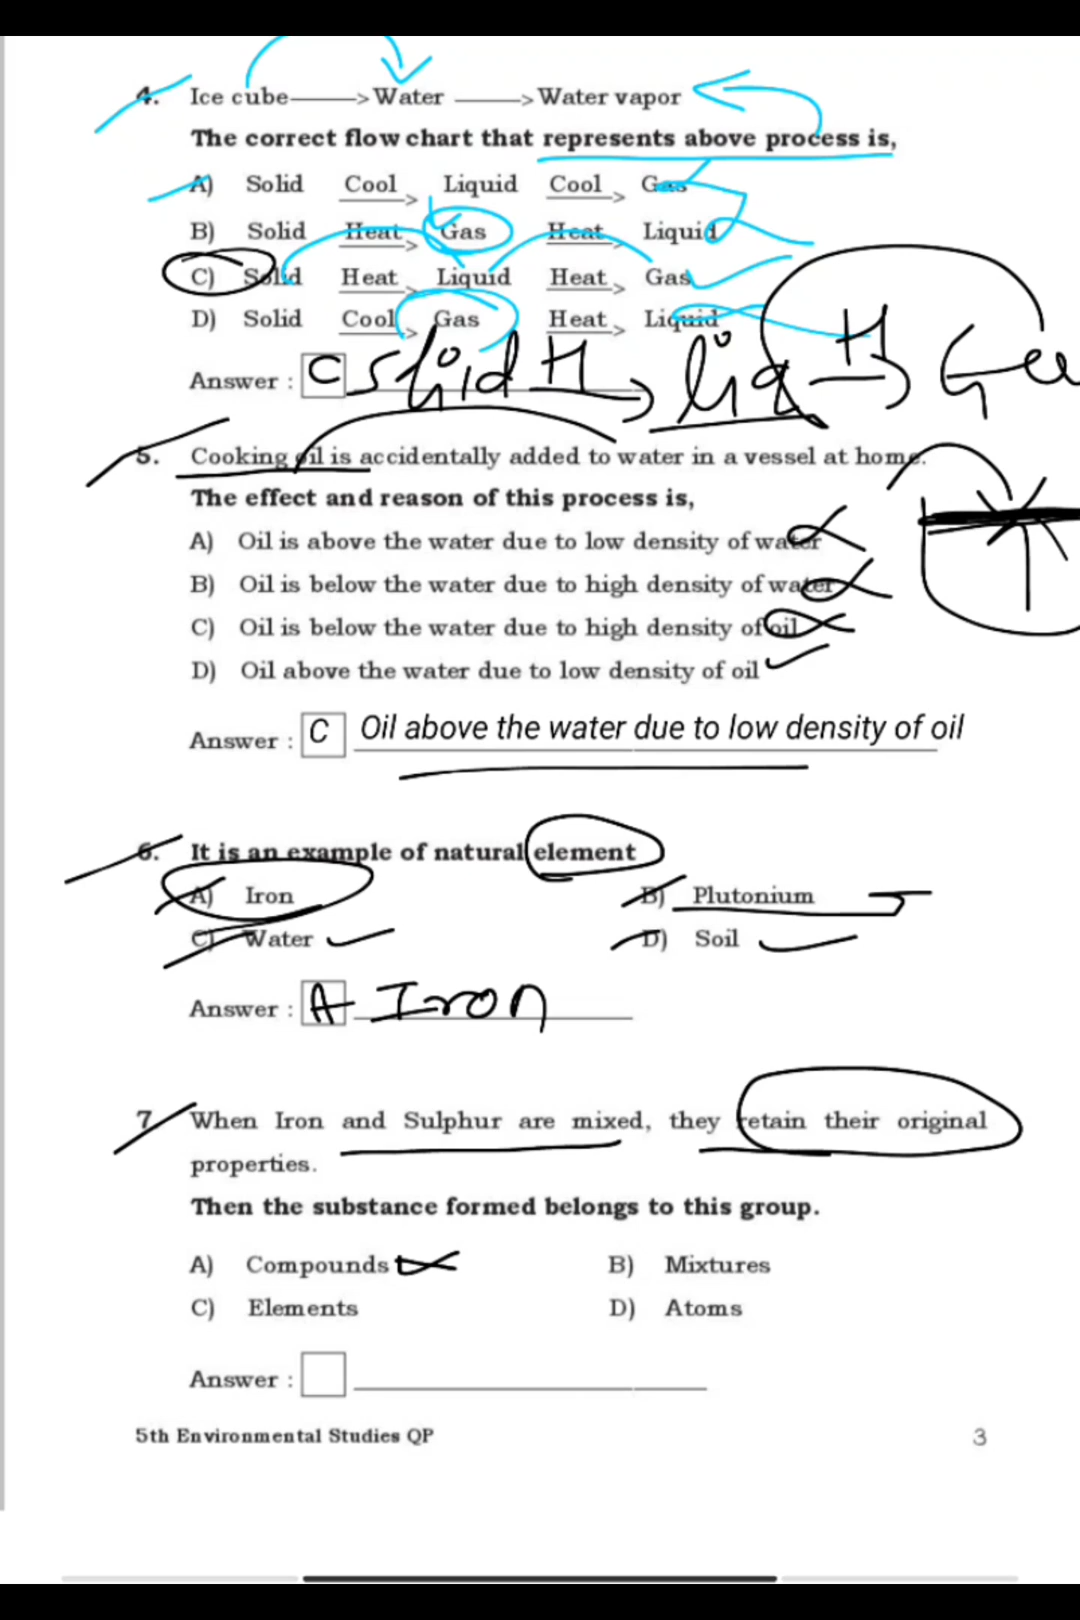 4. Ice cube——>Water ——>Water vapor
The correct flow chart that represents above process is,
A) Solid Cool > Liquid Cool > Gas
B) Solid Heat > Gas Heat > Liquid
C) Solid Heat > Liquid Heat > Gas
D) Solid Cool > Gas Heat > Liquid
Answer : C Solid H → liq H →
5. Cooking oil is accidentally added to water in a vessel at home.
The effect and reason of this process is,
A) Oil is above the water due to low density of water
B) Oil is below the water due to high density of water
C) Oil is below the water due to high density of oil
D) Oil above the water due to low density of oil
Answer : C Oil above the water due to low density of oil
6. It is an example of natural element
A) Iron B) Plutonium
C) Water D) Soil
Answer : A Iron
7 When Iron and Sulphur are mixed, they retain their original
properties.
Then the substance formed belongs to this group.
A) Compounds B) Mixtures
C) Elements D) Atoms
Answer :
5th Environmental Studies QP 3